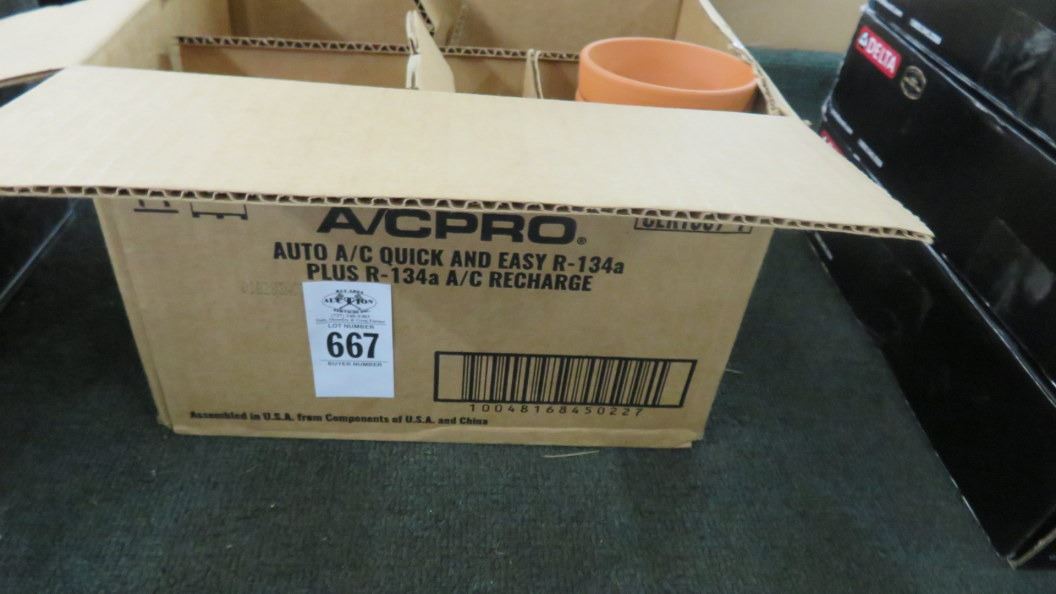 A/CPRO®
AUTO A/C QUICK AND EASY R-134a
PLUS R-134a A/C RECHARGE
LOT NUMBER
667
BUYER NUMBER
10048168450227
Assembled in U.S.A. from Components of U.S.A. and China
DELTA